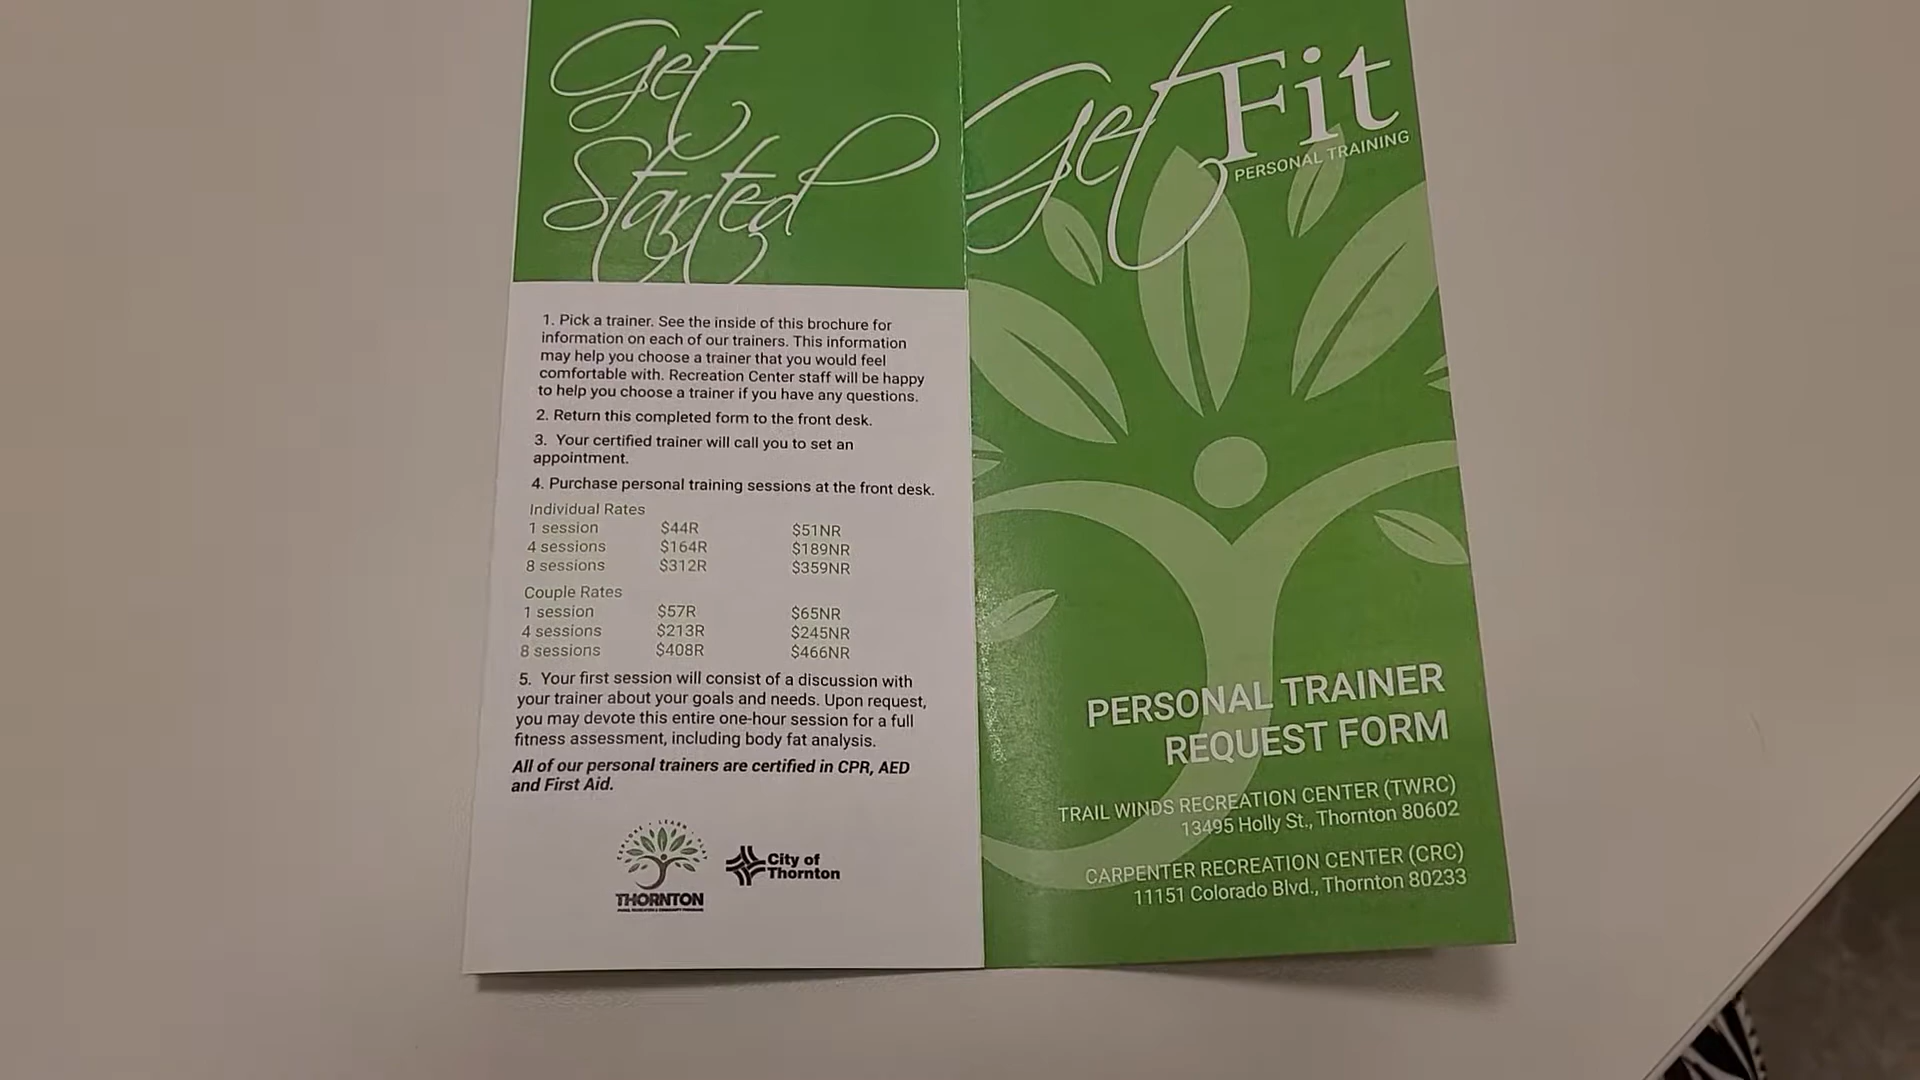 Get
Started
1. Pick a trainer. See the inside of this brochure for
information on each of our trainers. This information
may help you choose a trainer that you would feel
comfortable with. Recreation Center staff will be happy
to help you choose a trainer if you have any questions.
2. Return this completed form to the front desk.
3. Your certified trainer will call you to set an
appointment.
4. Purchase personal training sessions at the front desk.
Individual Rates
1 session $44R $51NR
4 sessions $164R $189NR
8 sessions $312R $359NR
Couple Rates
1 session $57R $65NR
4 sessions $213R $245NR
8 sessions $408R $466NR
5. Your first session will consist of a discussion with
your trainer about your goals and needs. Upon request,
you may devote this entire one-hour session for a full
fitness assessment, including body fat analysis.
All of our personal trainers are certified in CPR, AED
and First Aid.
THORNTON
City of
Thornton
Get Fit
PERSONAL TRAINING
PERSONAL TRAINER
REQUEST FORM
TRAIL WINDS RECREATION CENTER (TWRC)
13495 Holly St., Thornton 80602
CARPENTER RECREATION CENTER (CRC)
11151 Colorado Blvd., Thornton 80233